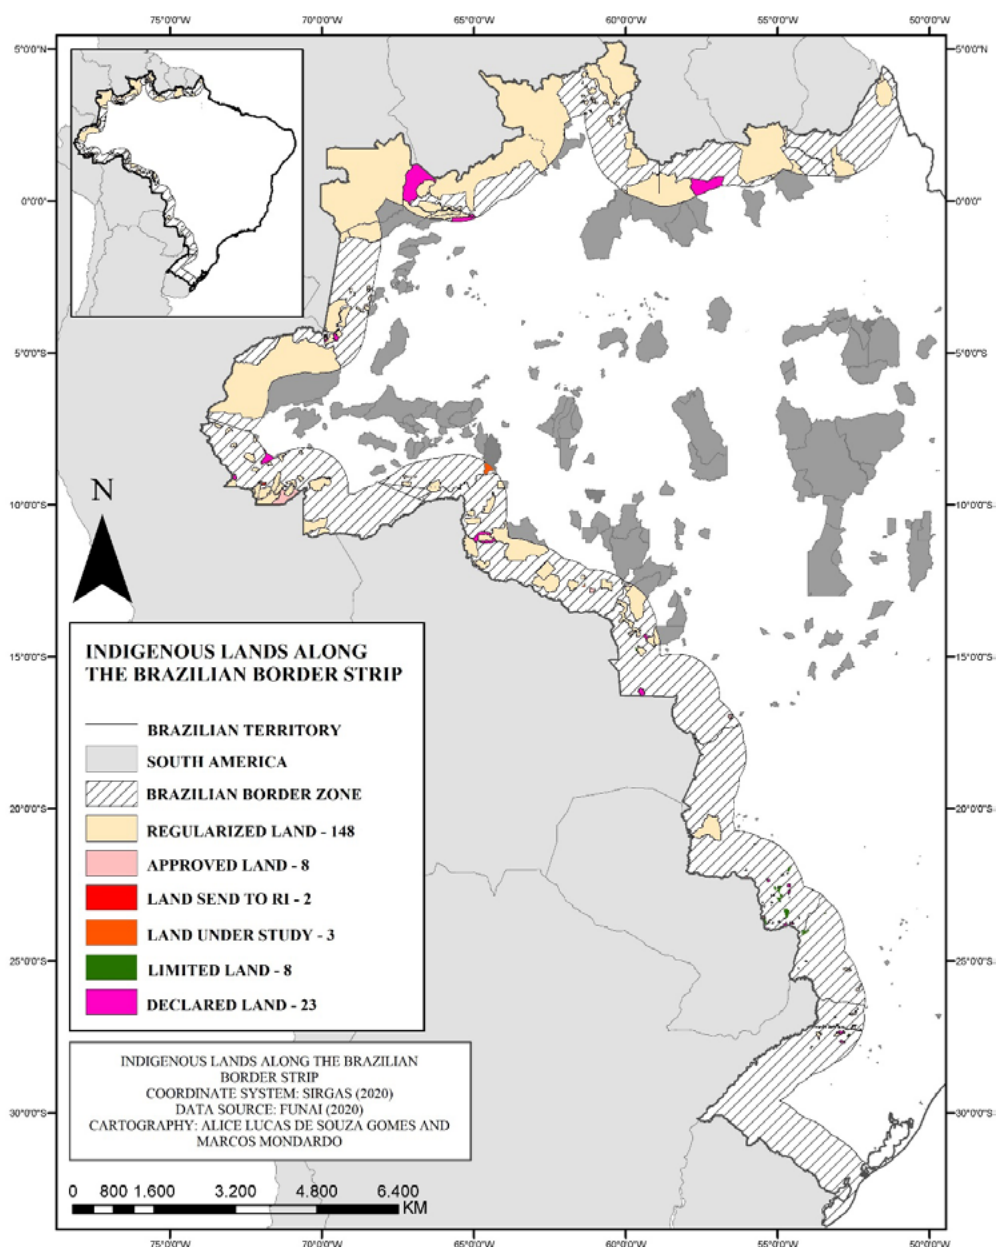 75°0'0"W 70°0'0"W 65°0'0"W 60°0'0"W 55°0'0"W 50°0'0"W
5°0'0"N 5°0'0"N
0°0'0" 0°0'0"
5°0'0"S 5°0'0"S
10°0'0"S 10°0'0"S
N
15°0'0"S 15°0'0"S
INDIGENOUS LANDS ALONG
THE BRAZILIAN BORDER STRIP
BRAZILIAN TERRITORY
SOUTH AMERICA
BRAZILIAN BORDER ZONE
20°0'0"S 20°0'0"S
REGULARIZED LAND - 148
APPROVED LAND - 8
LAND SEND TO RI - 2
LAND UNDER STUDY - 3
25°0'0"S 25°0'0"S
LIMITED LAND - 8
DECLARED LAND - 23
INDIGENOUS LANDS ALONG THE BRAZILIAN
BORDER STRIP
COORDINATE SYSTEM: SIRGAS (2020)
DATA SOURCE: FUNAI (2020)
30°0'0"S 30°0'0"S
CARTOGRAPHY: ALICE LUCAS DE SOUZA GOMES AND
MARCOS MONDARDO
0 800 1.600 3.200 4.800 6.400
KM
75°0'0"W 70°0'0"W 65°0'0"W 60°0'0"W 55°0'0"W 50°0'0"W